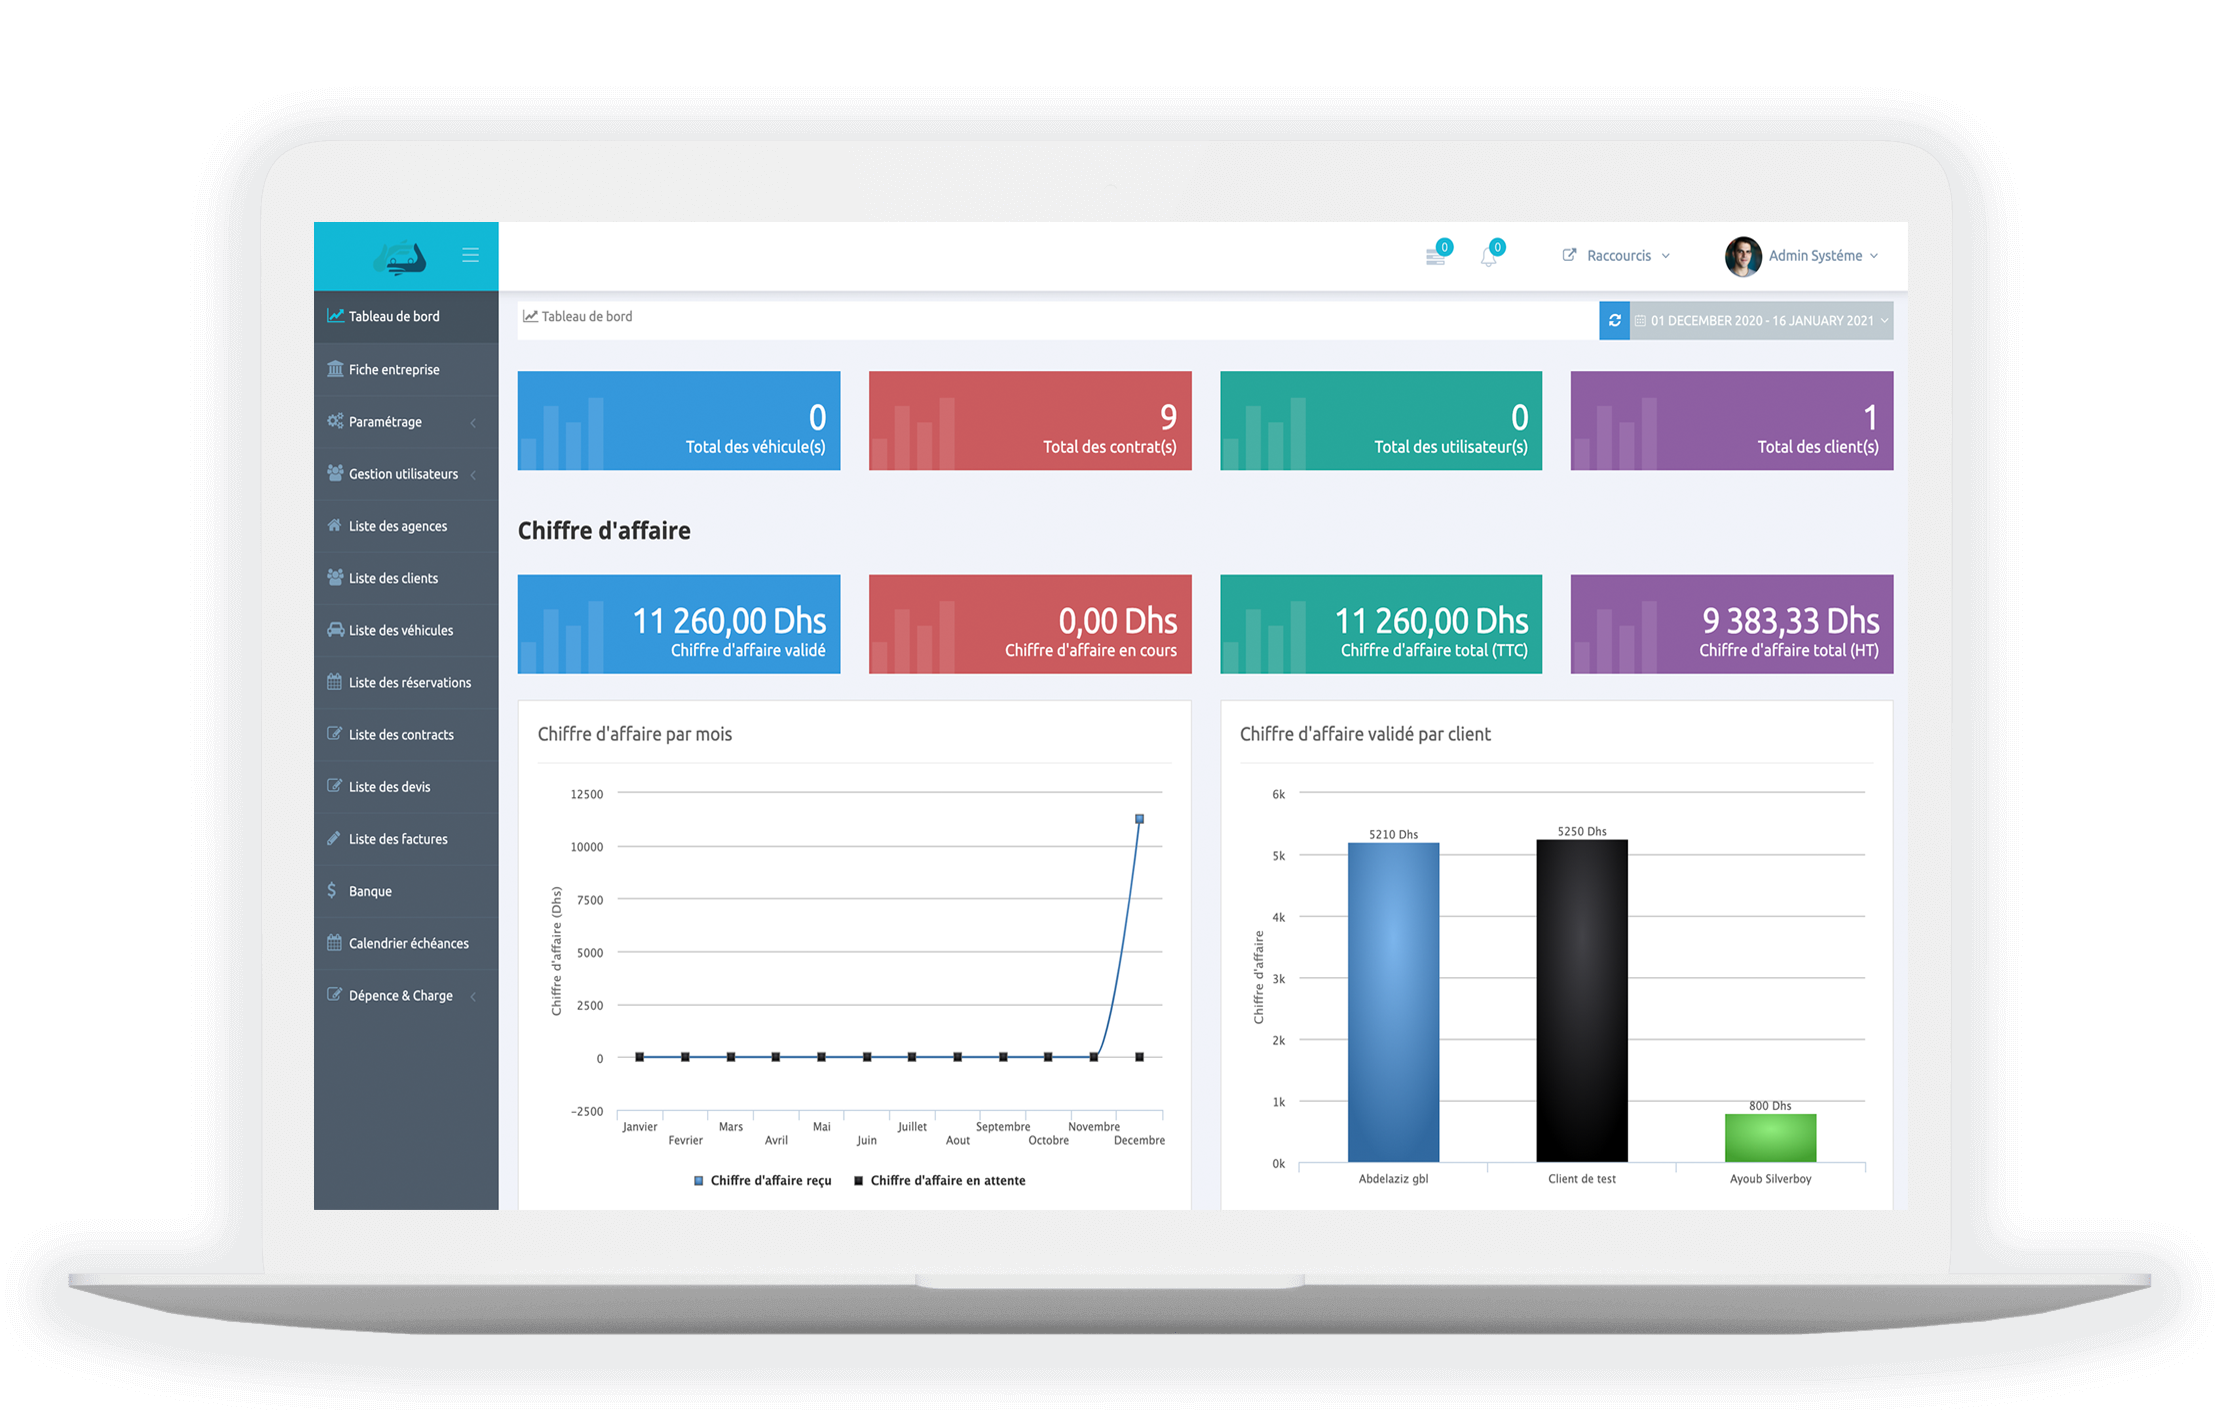 0
0
Raccourcis
Admin Systéme
Tableau de bord
Fiche entreprise
Paramétrage
Gestion utilisateurs
Liste des agences
Liste des clients
Liste des véhicules
Liste des réservations
Liste des contracts
Liste des devis
Liste des factures
Banque
Calendrier échéances
Dépence & Charge
Tableau de bord
01 DECEMBER 2020 - 16 JANUARY 2021
0
Total des véhicule(s)
9
Total des contrat(s)
0
Total des utilisateur(s)
1
Total des client(s)
Chiffre d'affaire
11 260,00 Dhs
Chiffre d'affaire validé
0,00 Dhs
Chiffre d'affaire en cours
11 260,00 Dhs
Chiffre d'affaire total (TTC)
9 383,33 Dhs
Chiffre d'affaire total (HT)
Chiffre d'affaire par mois
Chiffre d'affaire (Dhs)
12500
10000
7500
5000
2500
0
−2500
Janvier
Fevrier
Mars
Avril
Mai
Juin
Juillet
Aout
Septembre
Octobre
Novembre
Decembre
Chiffre d'affaire reçu
Chiffre d'affaire en attente
Chiffre d'affaire validé par client
Chiffre d'affaire
6k
5k
4k
3k
2k
1k
0k
5210 Dhs
5250 Dhs
800 Dhs
Abdelaziz gbl
Client de test
Ayoub Silverboy